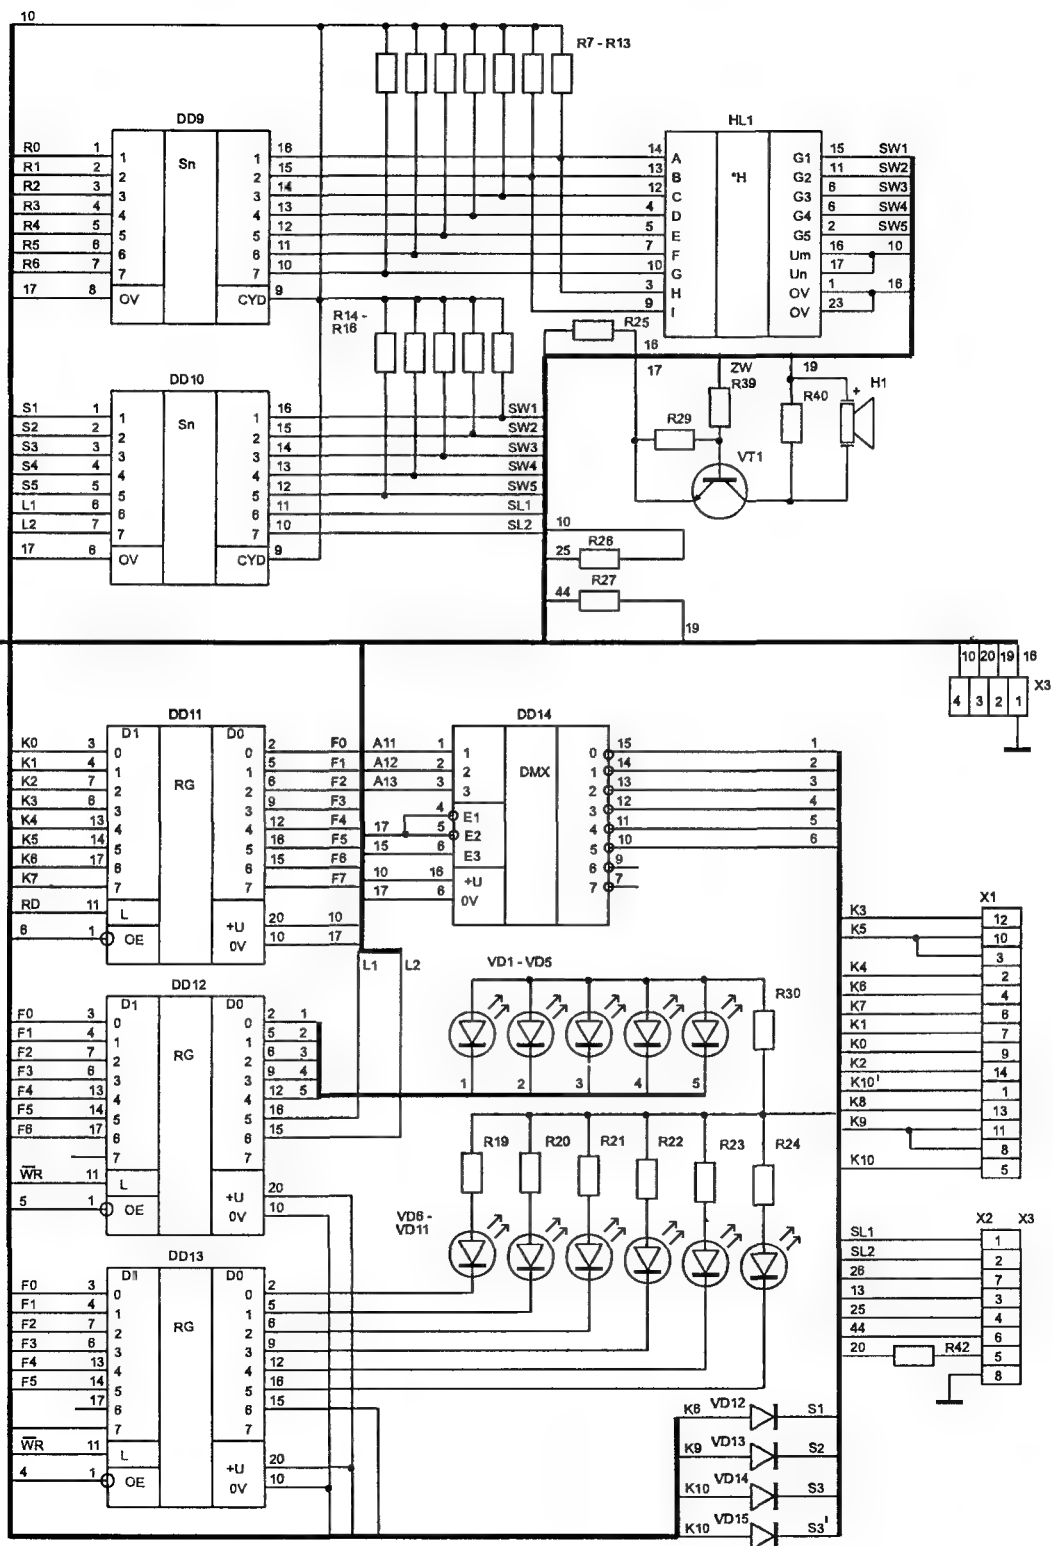 10
R7 - R13
DD9
Sn
R0 1 1
R1 2 2
R2 3 3
R3 4 4
R4 5 5
R5 6 6
R6 7 7
17 8 OV
1 16
2 15
3 14
4 13
5 12
6 11
7 10
CYD 9
HL1
*H
14 A
13 B
12 C
4 D
5 E
7 F
10 G
3 H
9 I
G1 15 SW1
G2 11 SW2
G3 6 SW3
G4 6 SW4
G5 2 SW5
Um 16 10
Un 17
OV 1 16
OV 23
R14 -
R16
R25
16
17
ZW
R39
19
R40
+ H1
R29
VT1
DD10
Sn
S1 1 1
S2 2 2
S3 3 3
S4 4 4
S5 5 5
L1 6 6
L2 7 7
17 6 OV
1 16 SW1
2 15 SW2
3 14 SW3
4 13 SW4
5 12 SW5
6 11 SL1
7 10 SL2
CYD 9
10
25 R26
44 R27
19
10 20 19 16
4 3 2 1
X3
DD11
D1 D0
RG
K0 3 0
K1 4 1
K2 7 2
K3 6 3
K4 13 4
K5 14 5
K6 17 6
K7 7
RD 11 L
6 1 OE
0 2 F0
1 5 F1
2 6 F2
3 9 F3
4 12 F4
5 16 F5
6 15 F6
7 F7
+U 20 10
0V 10 17
DD14
DMX
A11 1 1
A12 2 2
A13 3 3
4 E1
17 5 E2
15 6 E3
10 16 +U
17 6 0V
0 15 1
1 14 2
2 13 3
3 12 4
4 11 5
5 10 6
6 9
7 7
L1 L2
DD12
D1 D0
RG
F0 3 0
F1 4 1
F2 7 2
F3 6 3
F4 13 4
F5 14 5
F6 17 6
7
WR 11 L
5 1 OE
0 2 1
1 5 2
2 6 3
3 9 4
4 12 5
5 16
6 15
7
+U 20
0V 10
VD1 - VD5
R30
1 2 3 4 5
R19 R20 R21 R22 R23 R24
VD6 -
VD11
DD13
D1 D0
RG
F0 3 0
F1 4 1
F2 7 2
F3 6 3
F4 13 4
F5 14 5
17 6
7
WR 11 L
4 1 OE
0 2
1 5
2 6
3 9
4 12
5 16
6 15
7
+U 20
0V 10
X1
K3 12
K5 10
3
K4 2
K6 4
K7 6
K1 7
K0 9
K2 14
K10' 1
K8 13
K9 11
8
K10 5
X2 X3
SL1 1
SL2 2
26 7
13 3
25 4
44 6
20 R42 5
8
K8 VD12 S1
K9 VD13 S2
K10 VD14 S3
K10 VD15 S3'